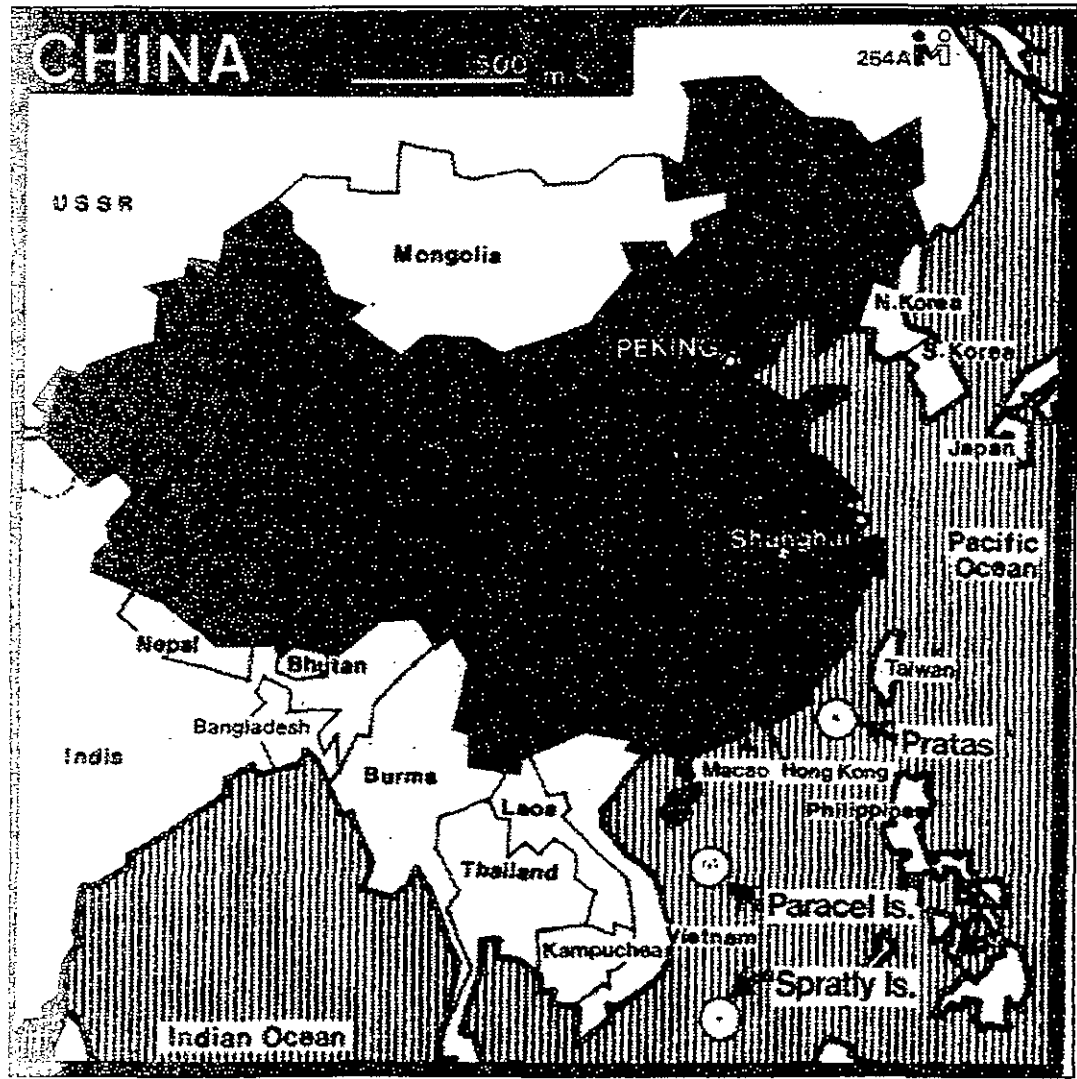 CHINA
500 m
254A
USSR
Mongolia
N.Korea
PEKING
S.Korea
Japan
Shanghai
Pacific
Ocean
Nepal
Bhutan
Taiwan
Bangladesh
Pratas
India
Burma
Macao Hong Kong
Laos
Philippines
Thailand
Paracel Is.
Vietnam
Kampuchea
Spratly Is.
Indian Ocean